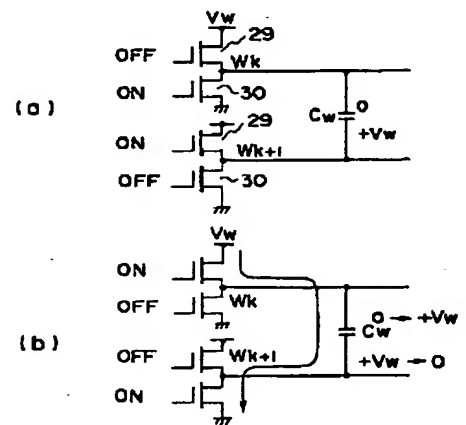 Vw
29
OFF
Wk
(a)
ON
30
Cw
0
+Vw
29
ON
Wk+1
OFF
30
Vw
ON
OFF
Wk
(b)
Cw
0 → +Vw
OFF
Wk+1
+Vw → 0
ON